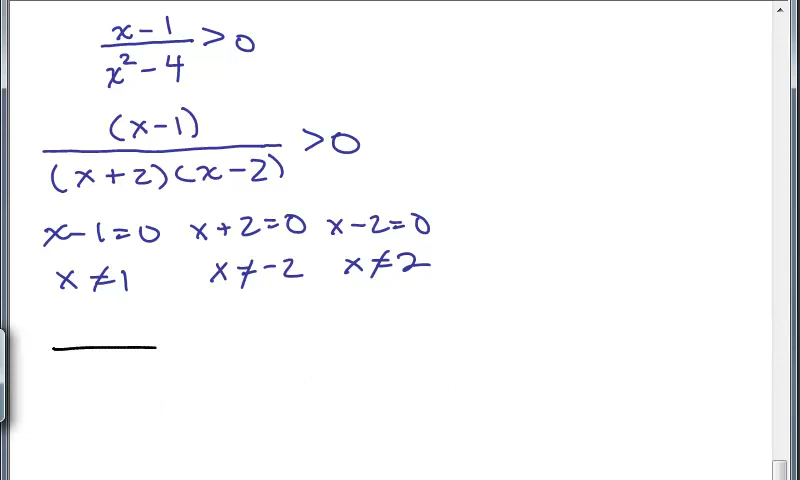 x-1/x²-4 > 0
(x-1)/(x+2)(x-2) > 0
x-1=0 x+2=0 x-2=0
x≠1 x≠-2 x≠2